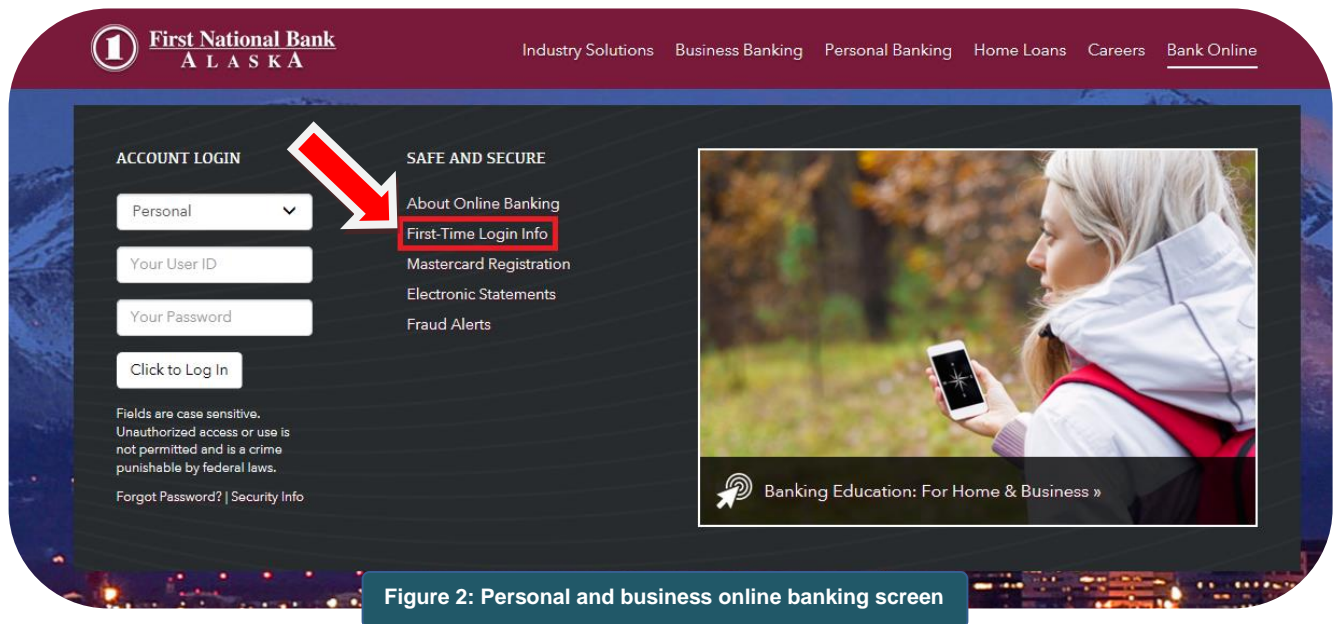 1 First National Bank
ALASKA
Industry Solutions Business Banking Personal Banking Home Loans Careers Bank Online
ACCOUNT LOGIN
Personal
Your User ID
Your Password
Click to Log In
Fields are case sensitive.
Unauthorized access or use is
not permitted and is a crime
punishable by federal laws.
Forgot Password? | Security Info
SAFE AND SECURE
About Online Banking
First-Time Login Info
Mastercard Registration
Electronic Statements
Fraud Alerts
Banking Education: For Home & Business »
Figure 2: Personal and business online banking screen